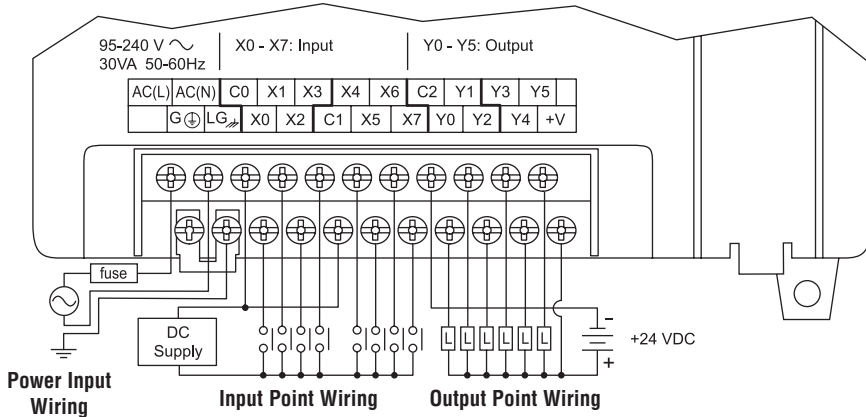 95-240 V X0 - X7: Input Y0 - Y5: Output
30VA 50-60Hz
AC(L) AC(N) C0 X1 X3 X4 X6 C2 Y1 Y3 Y5
G LG X0 X2 C1 X5 X7 Y0 Y2 Y4 +V
fuse
DC
Supply
L L L L L L
–
+24 VDC
+
Power Input
Wiring
Input Point Wiring
Output Point Wiring